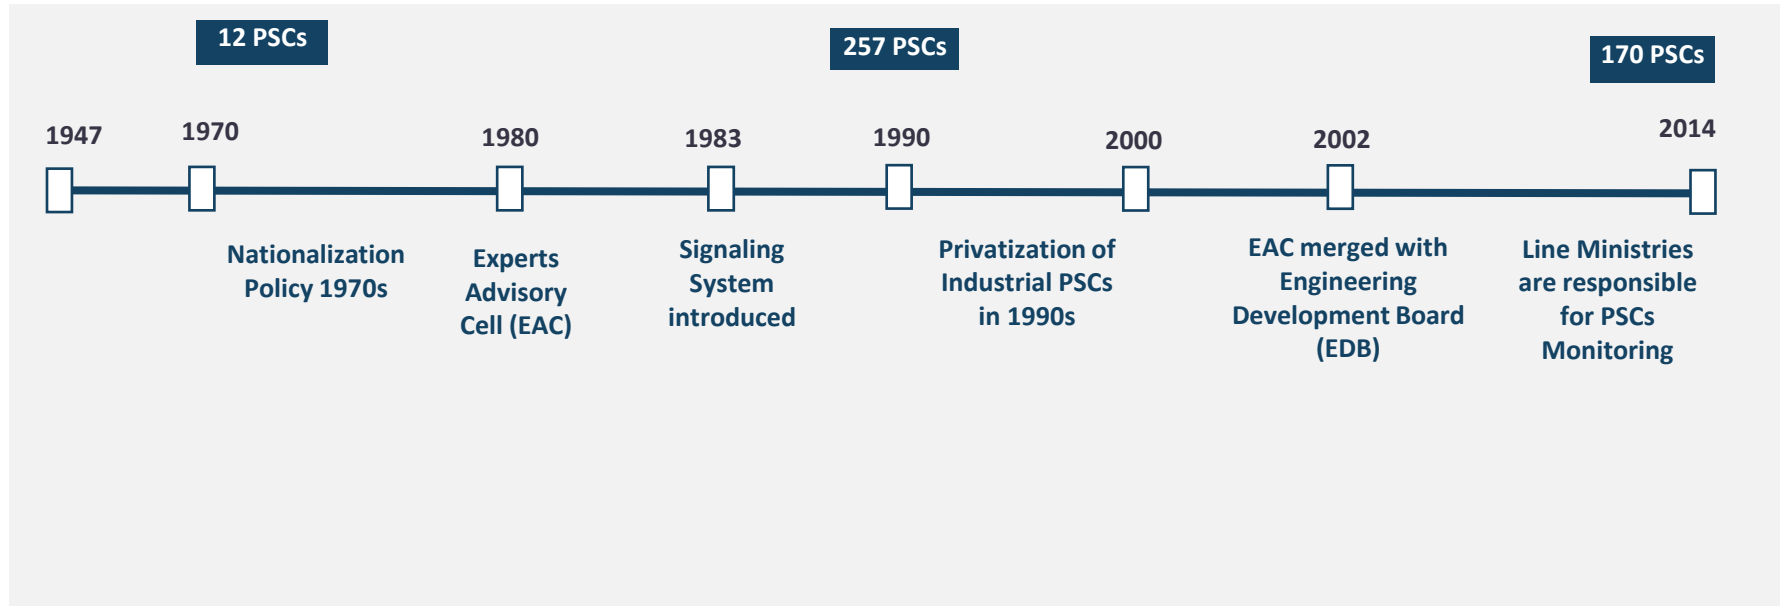 12 PSCs
257 PSCs
170 PSCs
1947
1970
1980
1983
1990
2000
2002
2014
Nationalization
Policy 1970s
Experts
Advisory
Cell (EAC)
Signaling
System
introduced
Privatization of
Industrial PSCs
in 1990s
EAC merged with
Engineering
Development Board
(EDB)
Line Ministries
are responsible
for PSCs
Monitoring